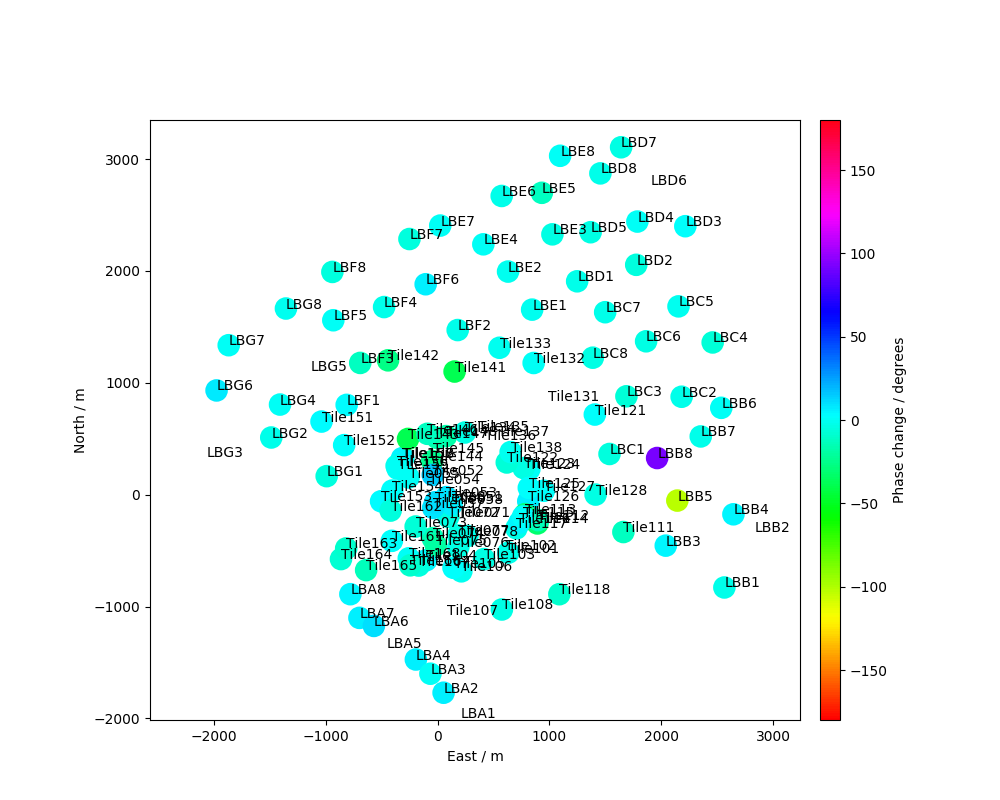 LBD7
LBE8
LBD8
LBD6
LBE6
LBE5
LBE7
LBD4
LBD3
LBF7
LBE4
LBE3
LBD5
LBF8
LBE2
LBD2
LBF6
LBD1
LBG8
LBF5
LBF4
LBE1
LBC7
LBC5
LBF2
LBG7
Tile133
LBC6
LBC4
LBG5
LBF3
Tile142
Tile141
Tile132
LBC8
LBG6
LBG4
LBF1
Tile131
Tile121
LBC3
LBC2
LBB6
Tile151
LBG2
Tile152
Tile135
Tile137
Tile136
LBB7
LBG3
Tile145
Tile144
Tile138
Tile122
LBC1
LBB8
LBG1
Tile052
Tile054
Tile124
Tile154
Tile153
Tile053
Tile127
Tile126
Tile128
LBB5
Tile162
Tile071
LBB4
LBB2
Tile073
Tile117
Tile111
Tile163
Tile161
Tile078
Tile076
LBB3
Tile164
Tile102
Tile101
Tile103
Tile165
Tile106
LBB1
LBA8
Tile118
LBA7
LBA6
Tile107
Tile108
LBA5
LBA4
LBA3
LBA2
LBA1
3000
2000
1000
0
−1000
−2000
−2000
−1000
0
1000
2000
3000
East / m
North / m
150
100
50
0
−50
−100
−150
Phase change / degrees